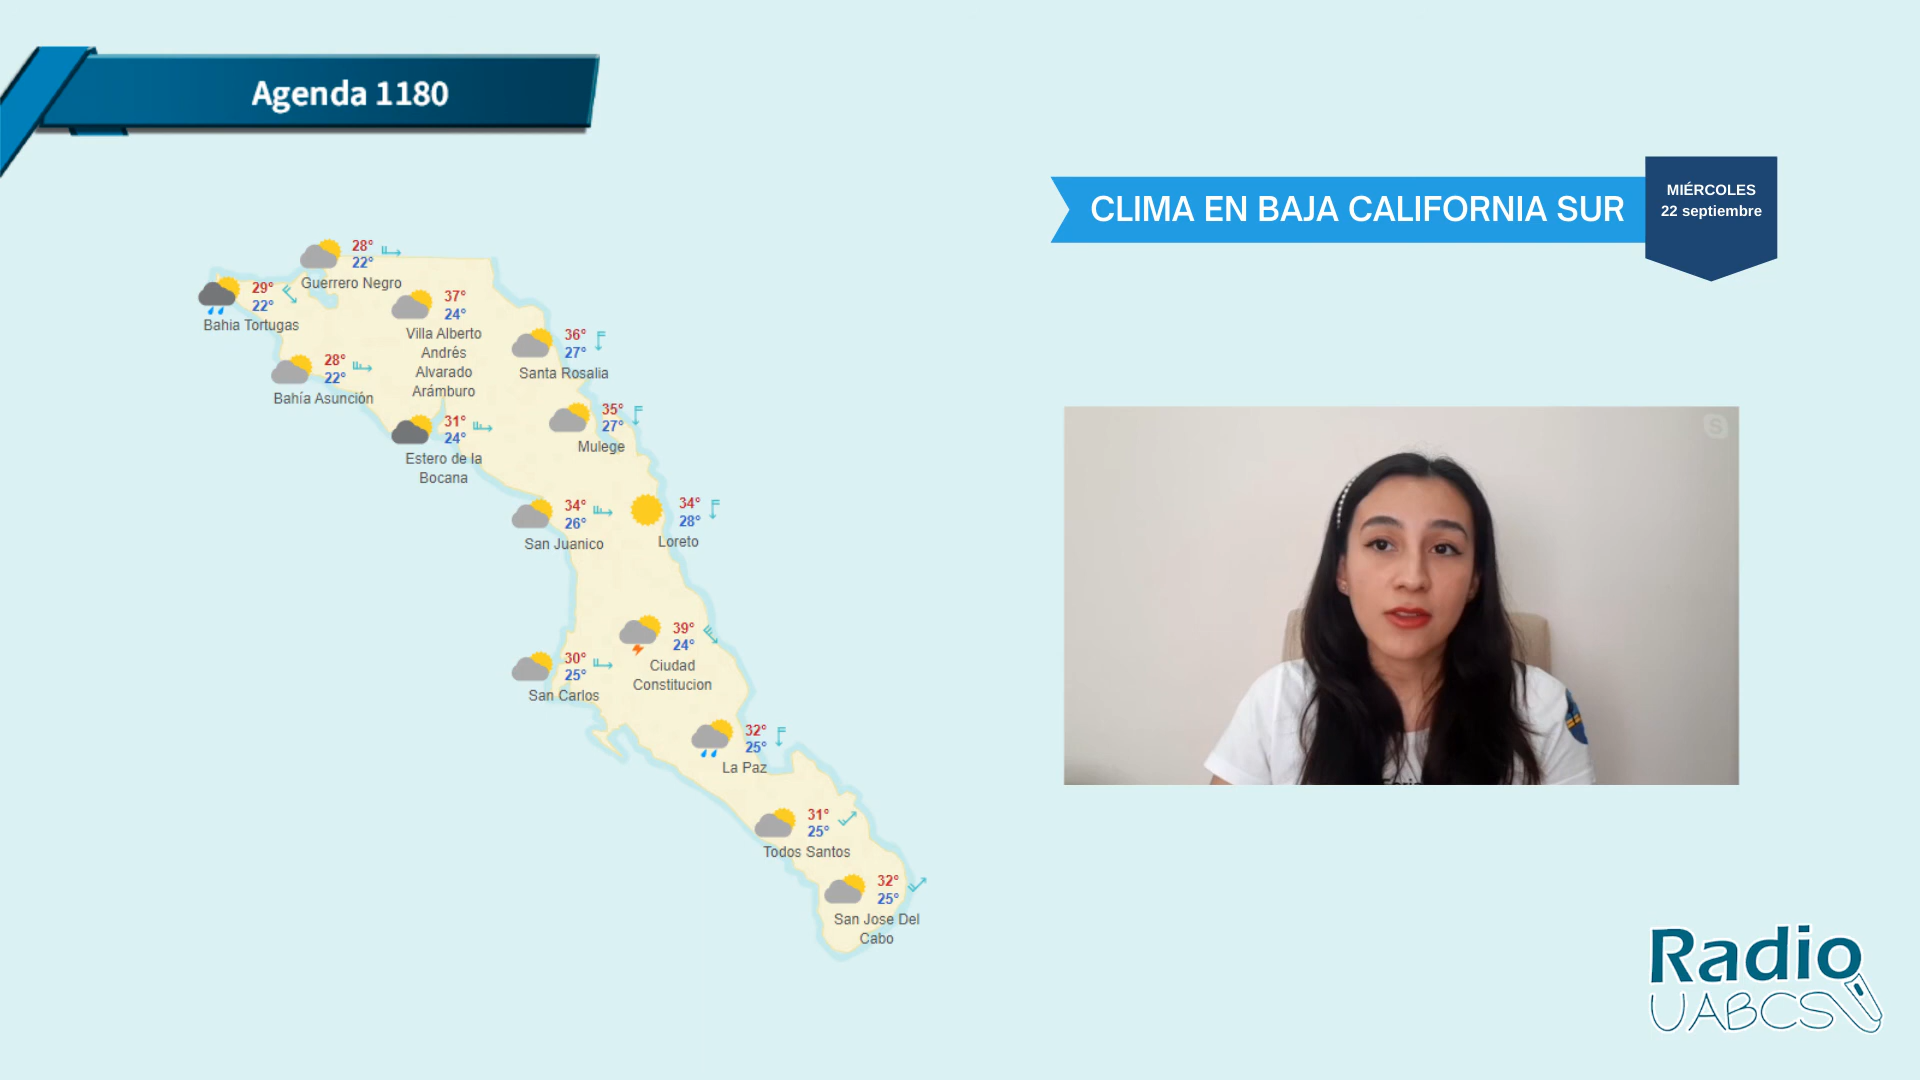 Agenda 1180
CLIMA EN BAJA CALIFORNIA SUR
MIÉRCOLES
22 septiembre
28°
22°
Guerrero Negro
29°
22°
Bahia Tortugas
37°
24°
Villa Alberto
Andrés
Alvarado
Arámburo
36°
27°
Santa Rosalia
28°
22°
Bahía Asunción
31°
24°
Estero de la
Bocana
35°
27°
Mulege
34°
26°
San Juanico
34°
28°
Loreto
39°
24°
Ciudad
Constitucion
30°
25°
San Carlos
32°
25°
La Paz
31°
25°
Todos Santos
32°
25°
San Jose Del
Cabo
S
Radio
UABCS